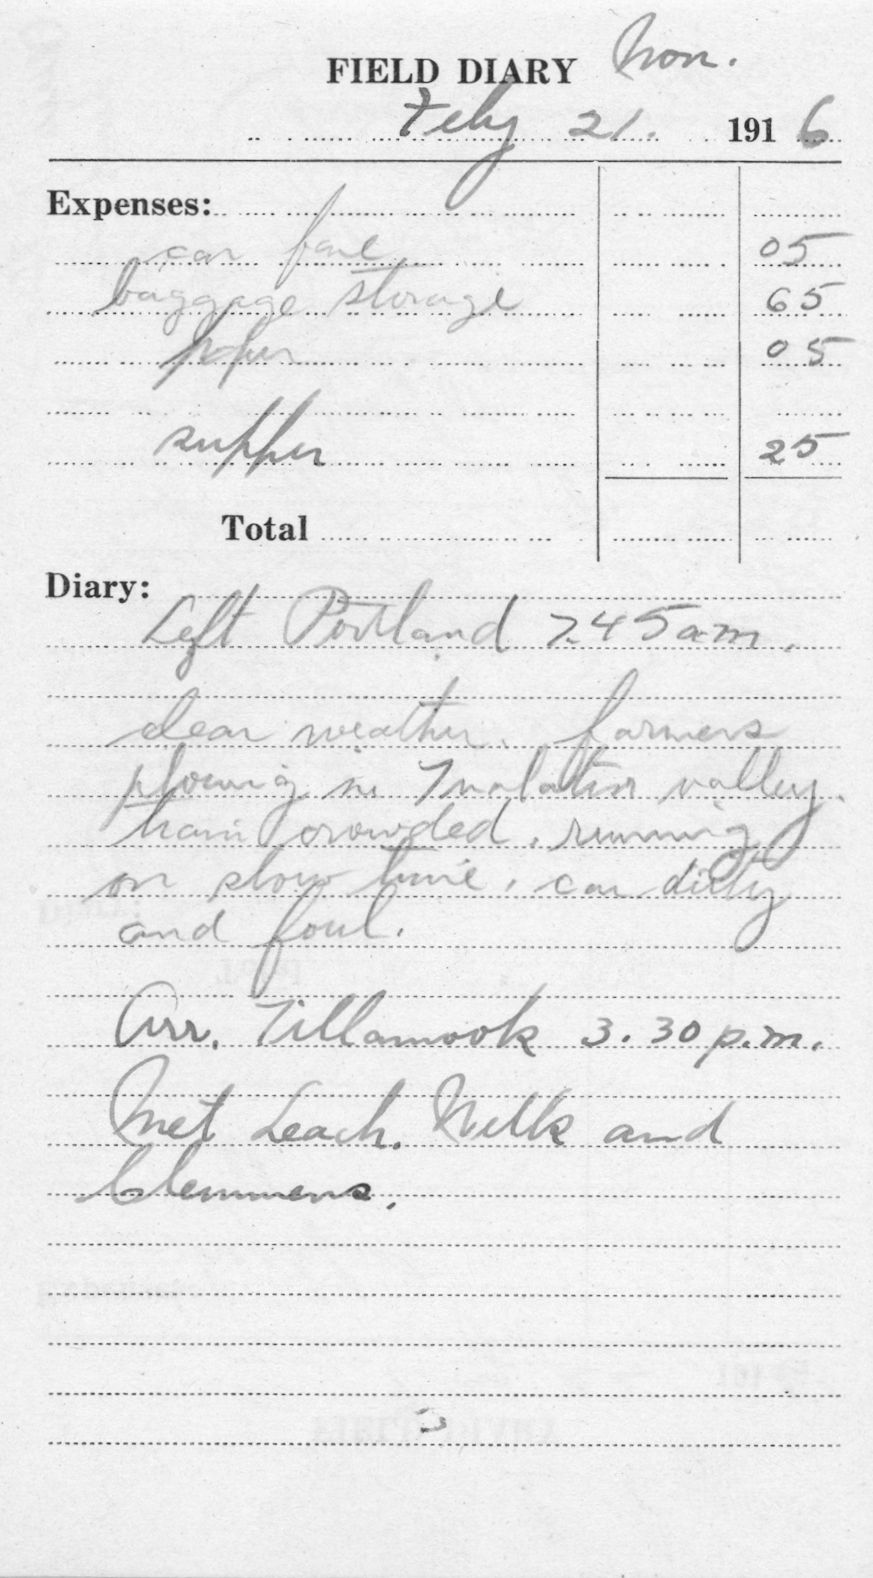 FIELD DIARY Mon.
Feby 21. 1916
Expenses:
car fare 05
baggage storage 65
paper 05
supper 25
Total
Diary:
Left Portland 7.45 a.m.
clear weather. farmers
plowing in Tualatin valley.
train crowded. running
on slow time. car dirty
and foul.
Arr. Tillamook 3.30 p.m.
Met Leach. and
Clemmens.